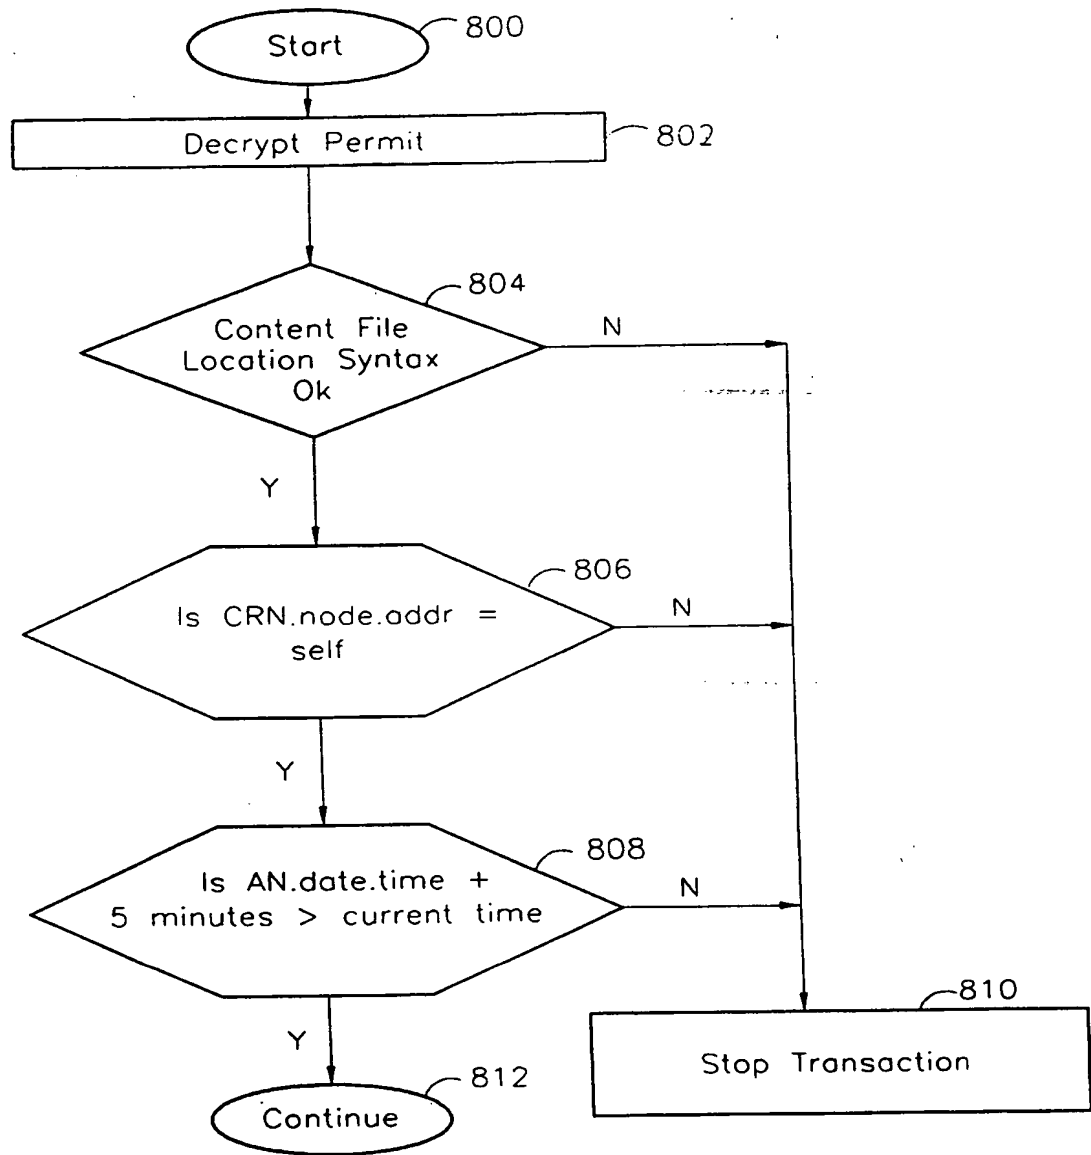 Start
800
Decrypt Permit
802
804
Content File
Location Syntax
Ok
N
Y
806
Is CRN.node.addr =
self
N
Y
808
Is AN.date.time +
5 minutes > current time
N
810
Y
Stop Transaction
812
Continue